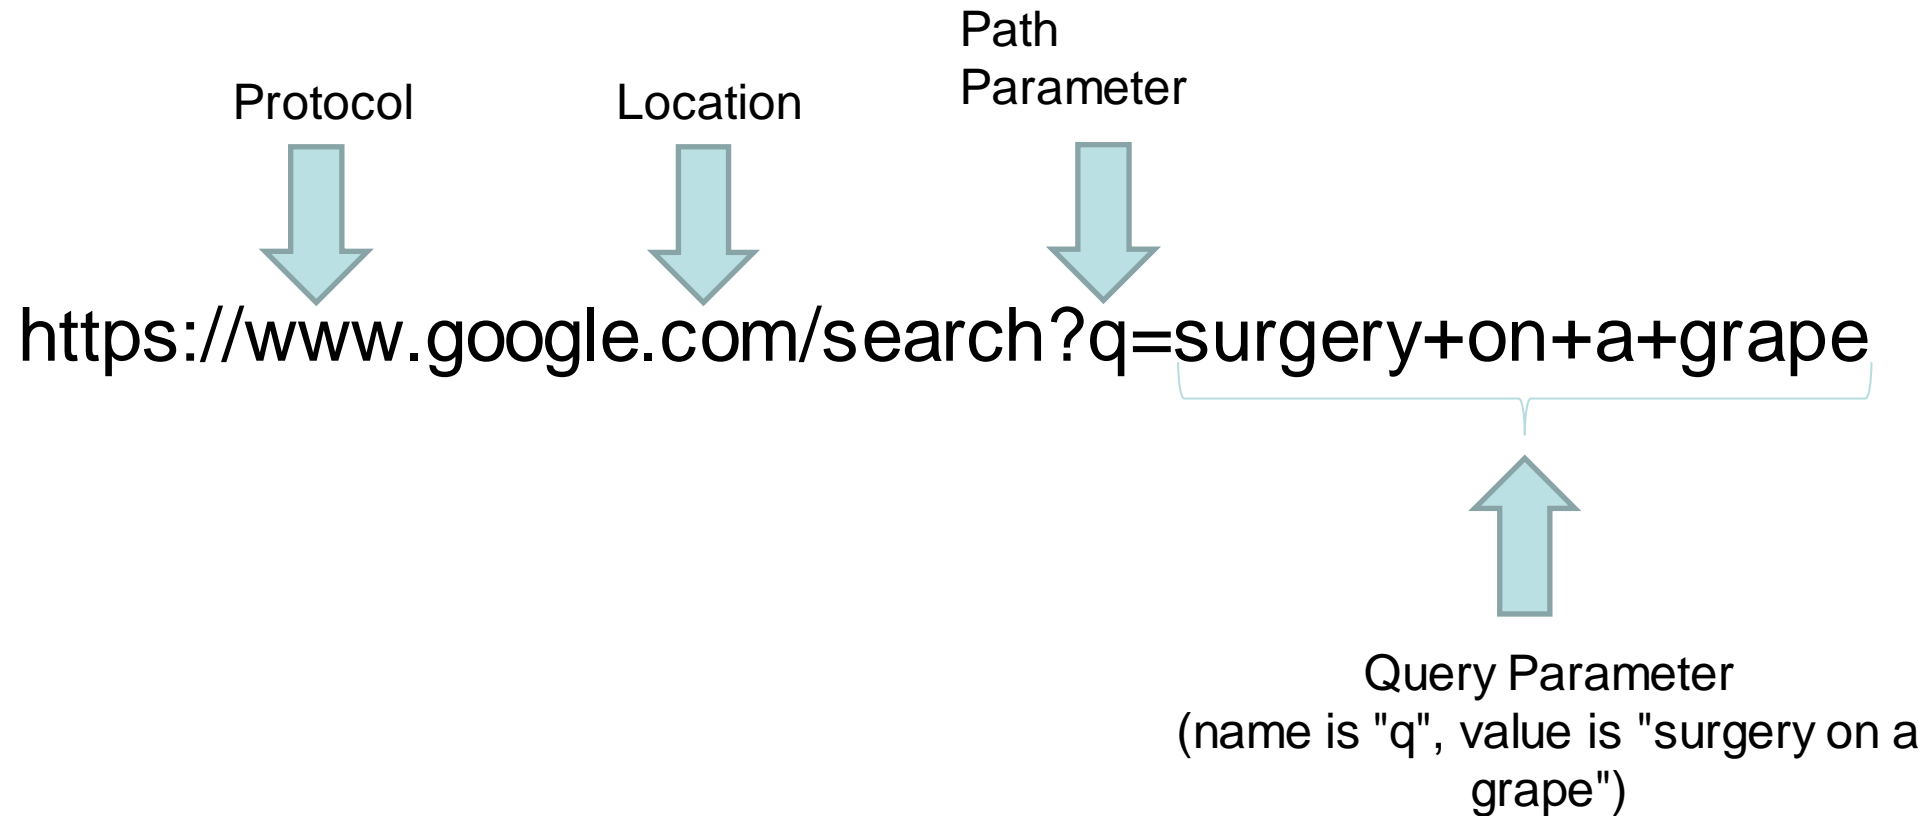 Path
Parameter
Protocol
Location
https://www.google.com/search?q=surgery+on+a+grape
Query Parameter
(name is "q", value is "surgery on a
grape")